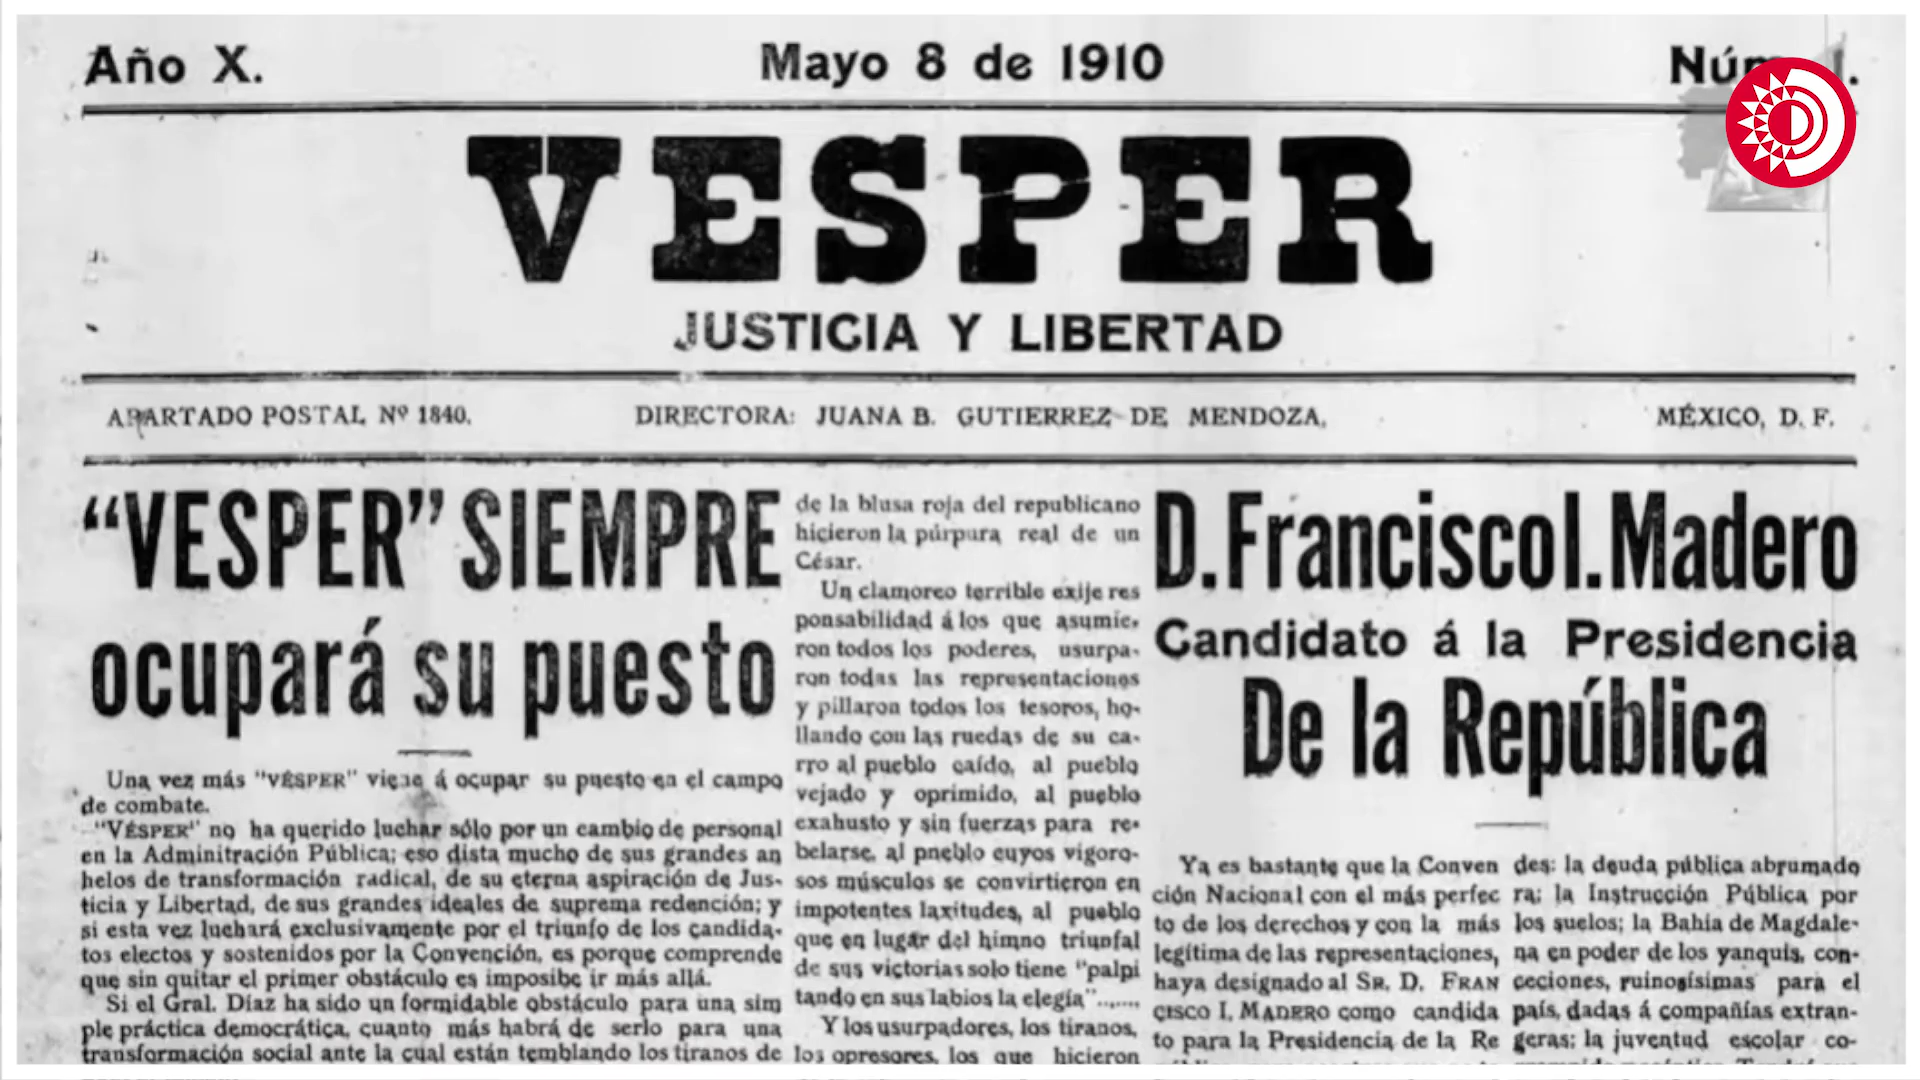 Año X.
Mayo 8 de 1910
VESPER
JUSTICIA Y LIBERTAD
APARTADO POSTAL Nº 1840.
DIRECTORA: JUANA B. GUTIERREZ DE MENDOZA,
MÉXICO, D. F.
“VESPER” SIEMPRE
ocupará su puesto
Una vez más "VÉSPER" viene á ocupar su puesto en el campo
de combate.
"VÉSPER" no ha querido luchar sólo por un cambio de personal
en la Adminitración Pública; eso dista mucho de sus grandes an
helos de transformación radical, de su eterna aspiración de Jus-
ticia y Libertad, de sus grandes ideales de suprema redención; y
si esta vez luchará exclusivamente por el triunfo de los candida-
tos electos y sostenidos por la Convención, es porque comprende
que sin quitar el primer obstáculo es imposibe ir más allá.
Si el Gral. Díaz ha sido un formidable obstáculo para una sim
ple práctica democrática, cuanto más habrá de serlo para una
transformación social ante la cual están temblando los tiranos de
de la blusa roja del republicano
hicieron la púrpura real de un
César.
Un clamoreo terrible exije res
ponsabilidad á los que asumie-
ron todos los poderes, usurpa-
ron todas las representaciones
y pillaron todos los tesoros, ho-
llando con las ruedas de su ca-
rro al pueblo caído, al pueblo
vejado y oprimido, al pueblo
exahusto y sin fuerzas para re-
belarse, al pneblo cuyos vigoro-
sos músculos se convirtieron en
impotentes laxitudes, al pueblo
que en lugar del himno triunfal
de sus victorias solo tiene "palpi
tando en sus labios la elegía"......
Y los usurpadores, los tiranos,
los opresores, los que hicieron
D. Francisco I. Madero
Candidato á la Presidencia
De la República
Ya es bastante que la Conven
ción Nacional con el más perfec
to de los derechos y con la más
legítima de las representaciones,
haya designado al SR. D. FRAN
CISCO I. MADERO como candida
to para la Presidencia de la Re
des: la deuda pública abrumado
ra; la Instrucción Pública por
los suelos; la Bahía de Magdale-
na en poder de los yanquis, con-
ceciones, ruinosísimas para el
país, dadas á compañías extran-
geras; la juventud escolar co-